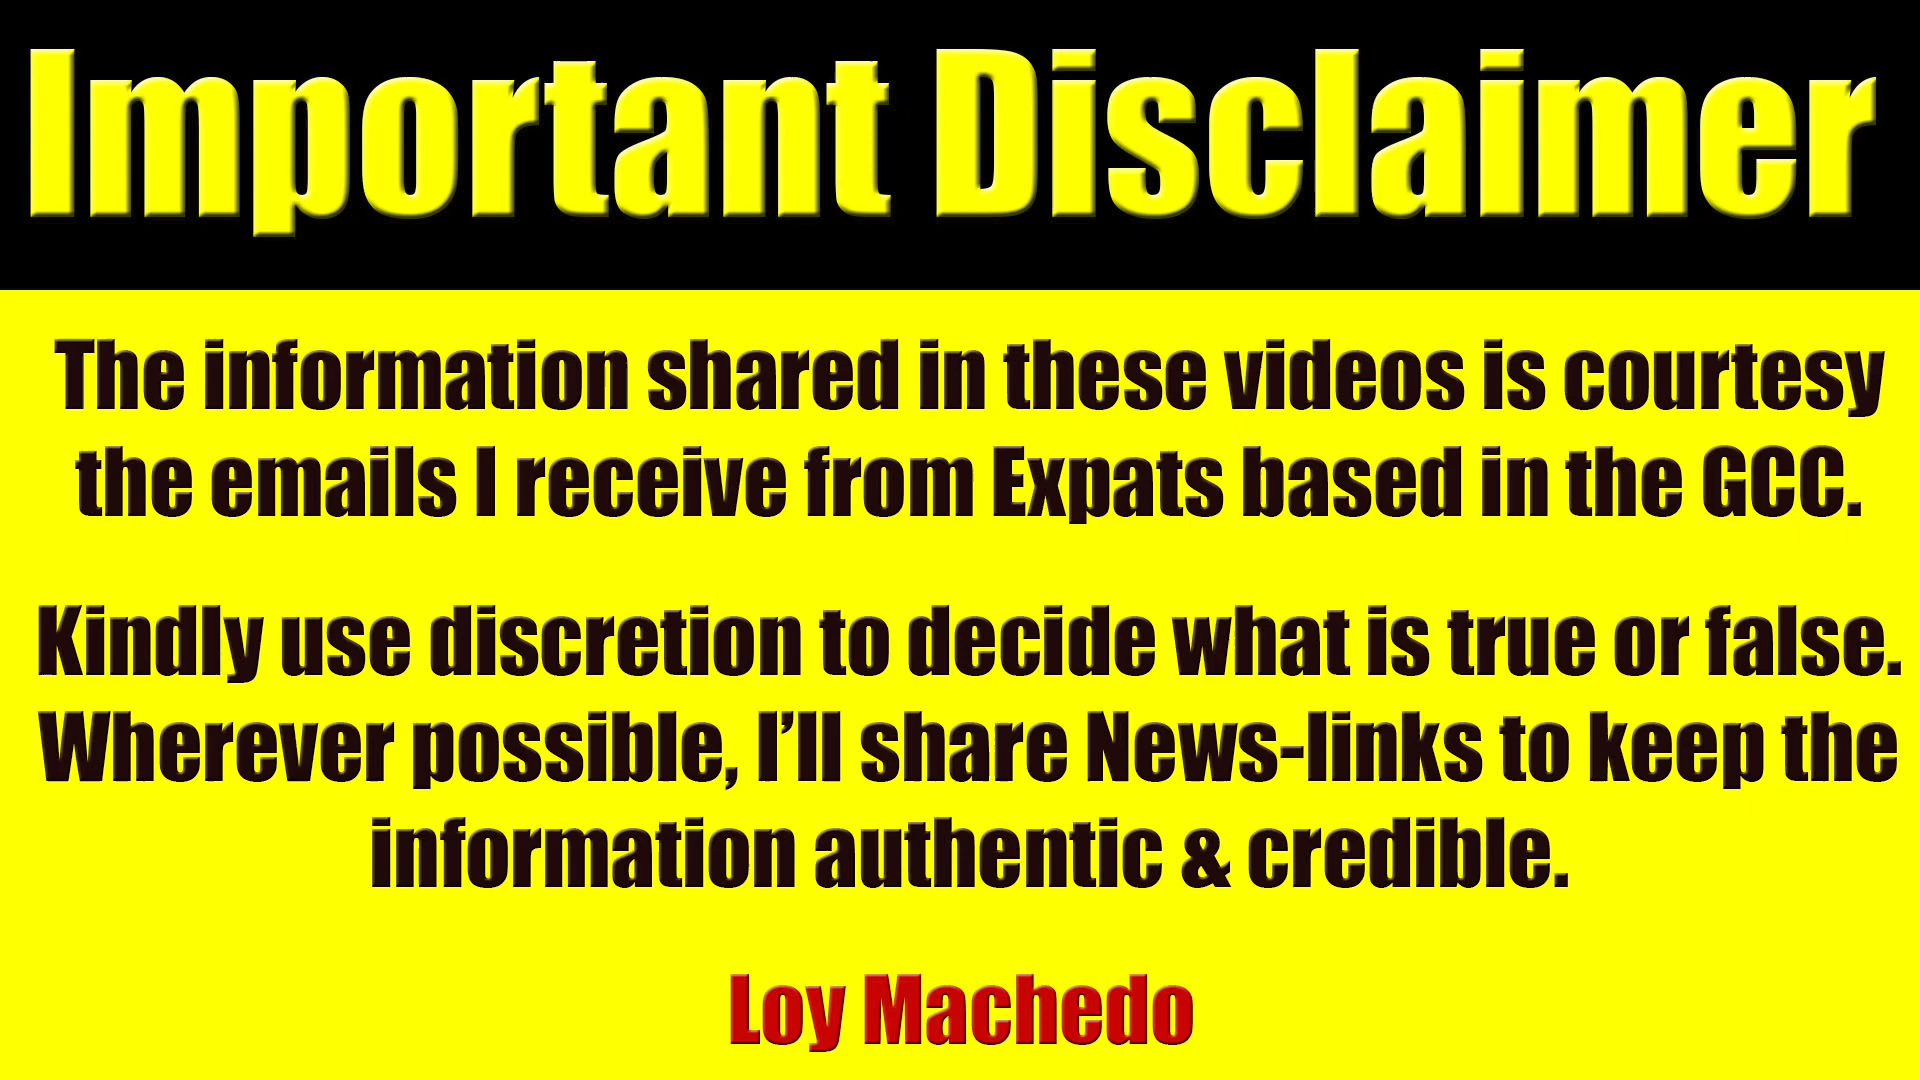 Important Disclaimer
The information shared in these videos is courtesy
the emails I receive from Expats based in the GCC.
Kindly use discretion to decide what is true or false.
Wherever possible, I’ll share News-links to keep the
information authentic & credible.
Loy Machedo